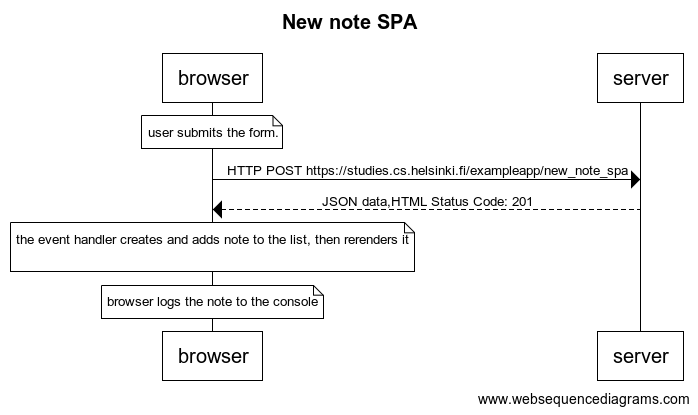 New note SPA
browser
server
user submits the form.
HTTP POST https://studies.cs.helsinki.fi/exampleapp/new_note_spa
JSON data,HTML Status Code: 201
the event handler creates and adds note to the list, then rerenders it
browser logs the note to the console
browser
server
www.websequencediagrams.com